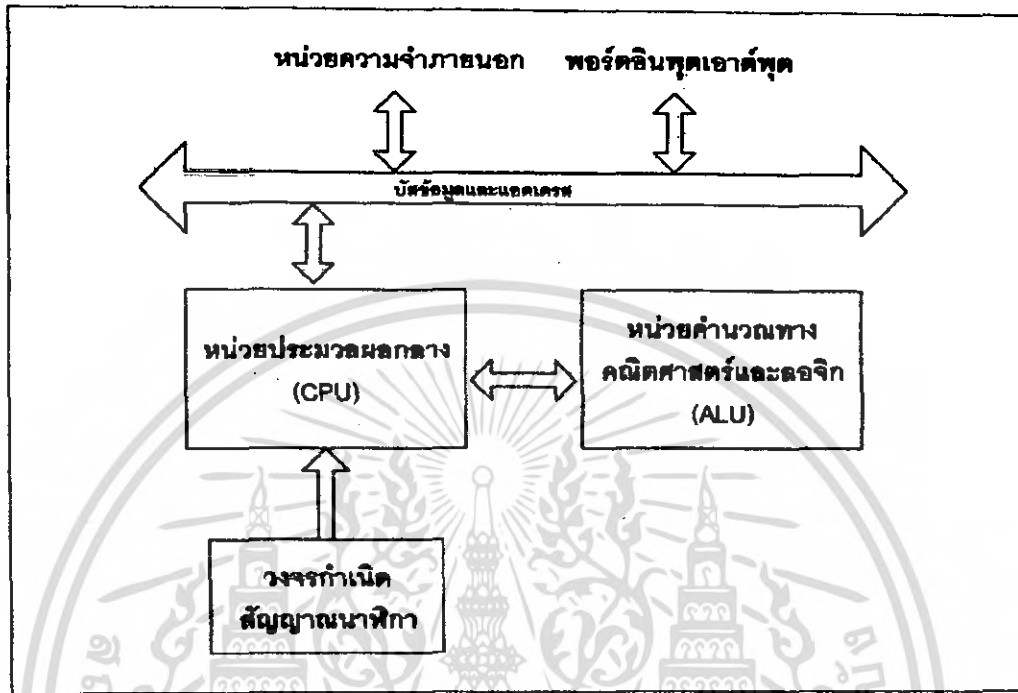 หน่วยความจำภายนอก พอร์ตอินพุตเอาต์พุต
บัสข้อมูลและแอดเดรส
หน่วยประมวลผลกลาง
(CPU)
หน่วยคำนวณทาง
คณิตศาสตร์และลอจิก
(ALU)
วงจรกำเนิด
สัญญาณนาฬิกา